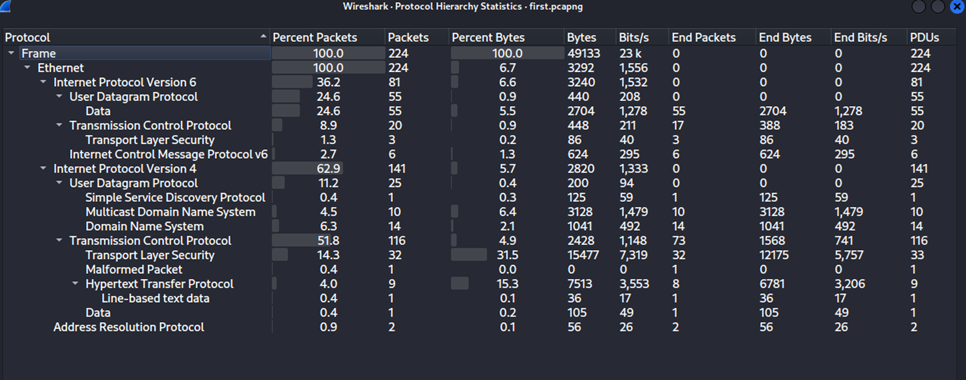 Wireshark · Protocol Hierarchy Statistics · first.pcapng
Protocol Percent Packets Packets Percent Bytes Bytes Bits/s End Packets End Bytes End Bits/s PDUs
Frame 100.0 224 100.0 49133 23 k 0 0 0 224
Ethernet 100.0 224 6.7 3292 1,556 0 0 0 224
Internet Protocol Version 6 36.2 81 6.6 3240 1,532 0 0 0 81
User Datagram Protocol 24.6 55 0.9 440 208 0 0 0 55
Data 24.6 55 5.5 2704 1,278 55 2704 1,278 55
Transmission Control Protocol 8.9 20 0.9 448 211 17 388 183 20
Transport Layer Security 1.3 3 0.2 86 40 3 86 40 3
Internet Control Message Protocol v6 2.7 6 1.3 624 295 6 624 295 6
Internet Protocol Version 4 62.9 141 5.7 2820 1,333 0 0 0 141
User Datagram Protocol 11.2 25 0.4 200 94 0 0 0 25
Simple Service Discovery Protocol 0.4 1 0.3 125 59 1 125 59 1
Multicast Domain Name System 4.5 10 6.4 3128 1,479 10 3128 1,479 10
Domain Name System 6.3 14 2.1 1041 492 14 1041 492 14
Transmission Control Protocol 51.8 116 4.9 2428 1,148 73 1568 741 116
Transport Layer Security 14.3 32 31.5 15477 7,319 32 12175 5,757 33
Malformed Packet 0.4 1 0.0 0 0 1 0 0 1
Hypertext Transfer Protocol 4.0 9 15.3 7513 3,553 8 6781 3,206 9
Line-based text data 0.4 1 0.1 36 17 1 36 17 1
Data 0.4 1 0.2 105 49 1 105 49 1
Address Resolution Protocol 0.9 2 0.1 56 26 2 56 26 2